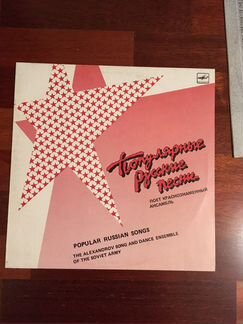 Популярные
Русские
песни
ПОЕТ КРАСНОЗНАМЕННЫЙ
АНСАМБЛЬ
POPULAR RUSSIAN SONGS
THE ALEXANDROV SONG AND DANCE ENSEMBLE
OF THE SOVIET ARMY